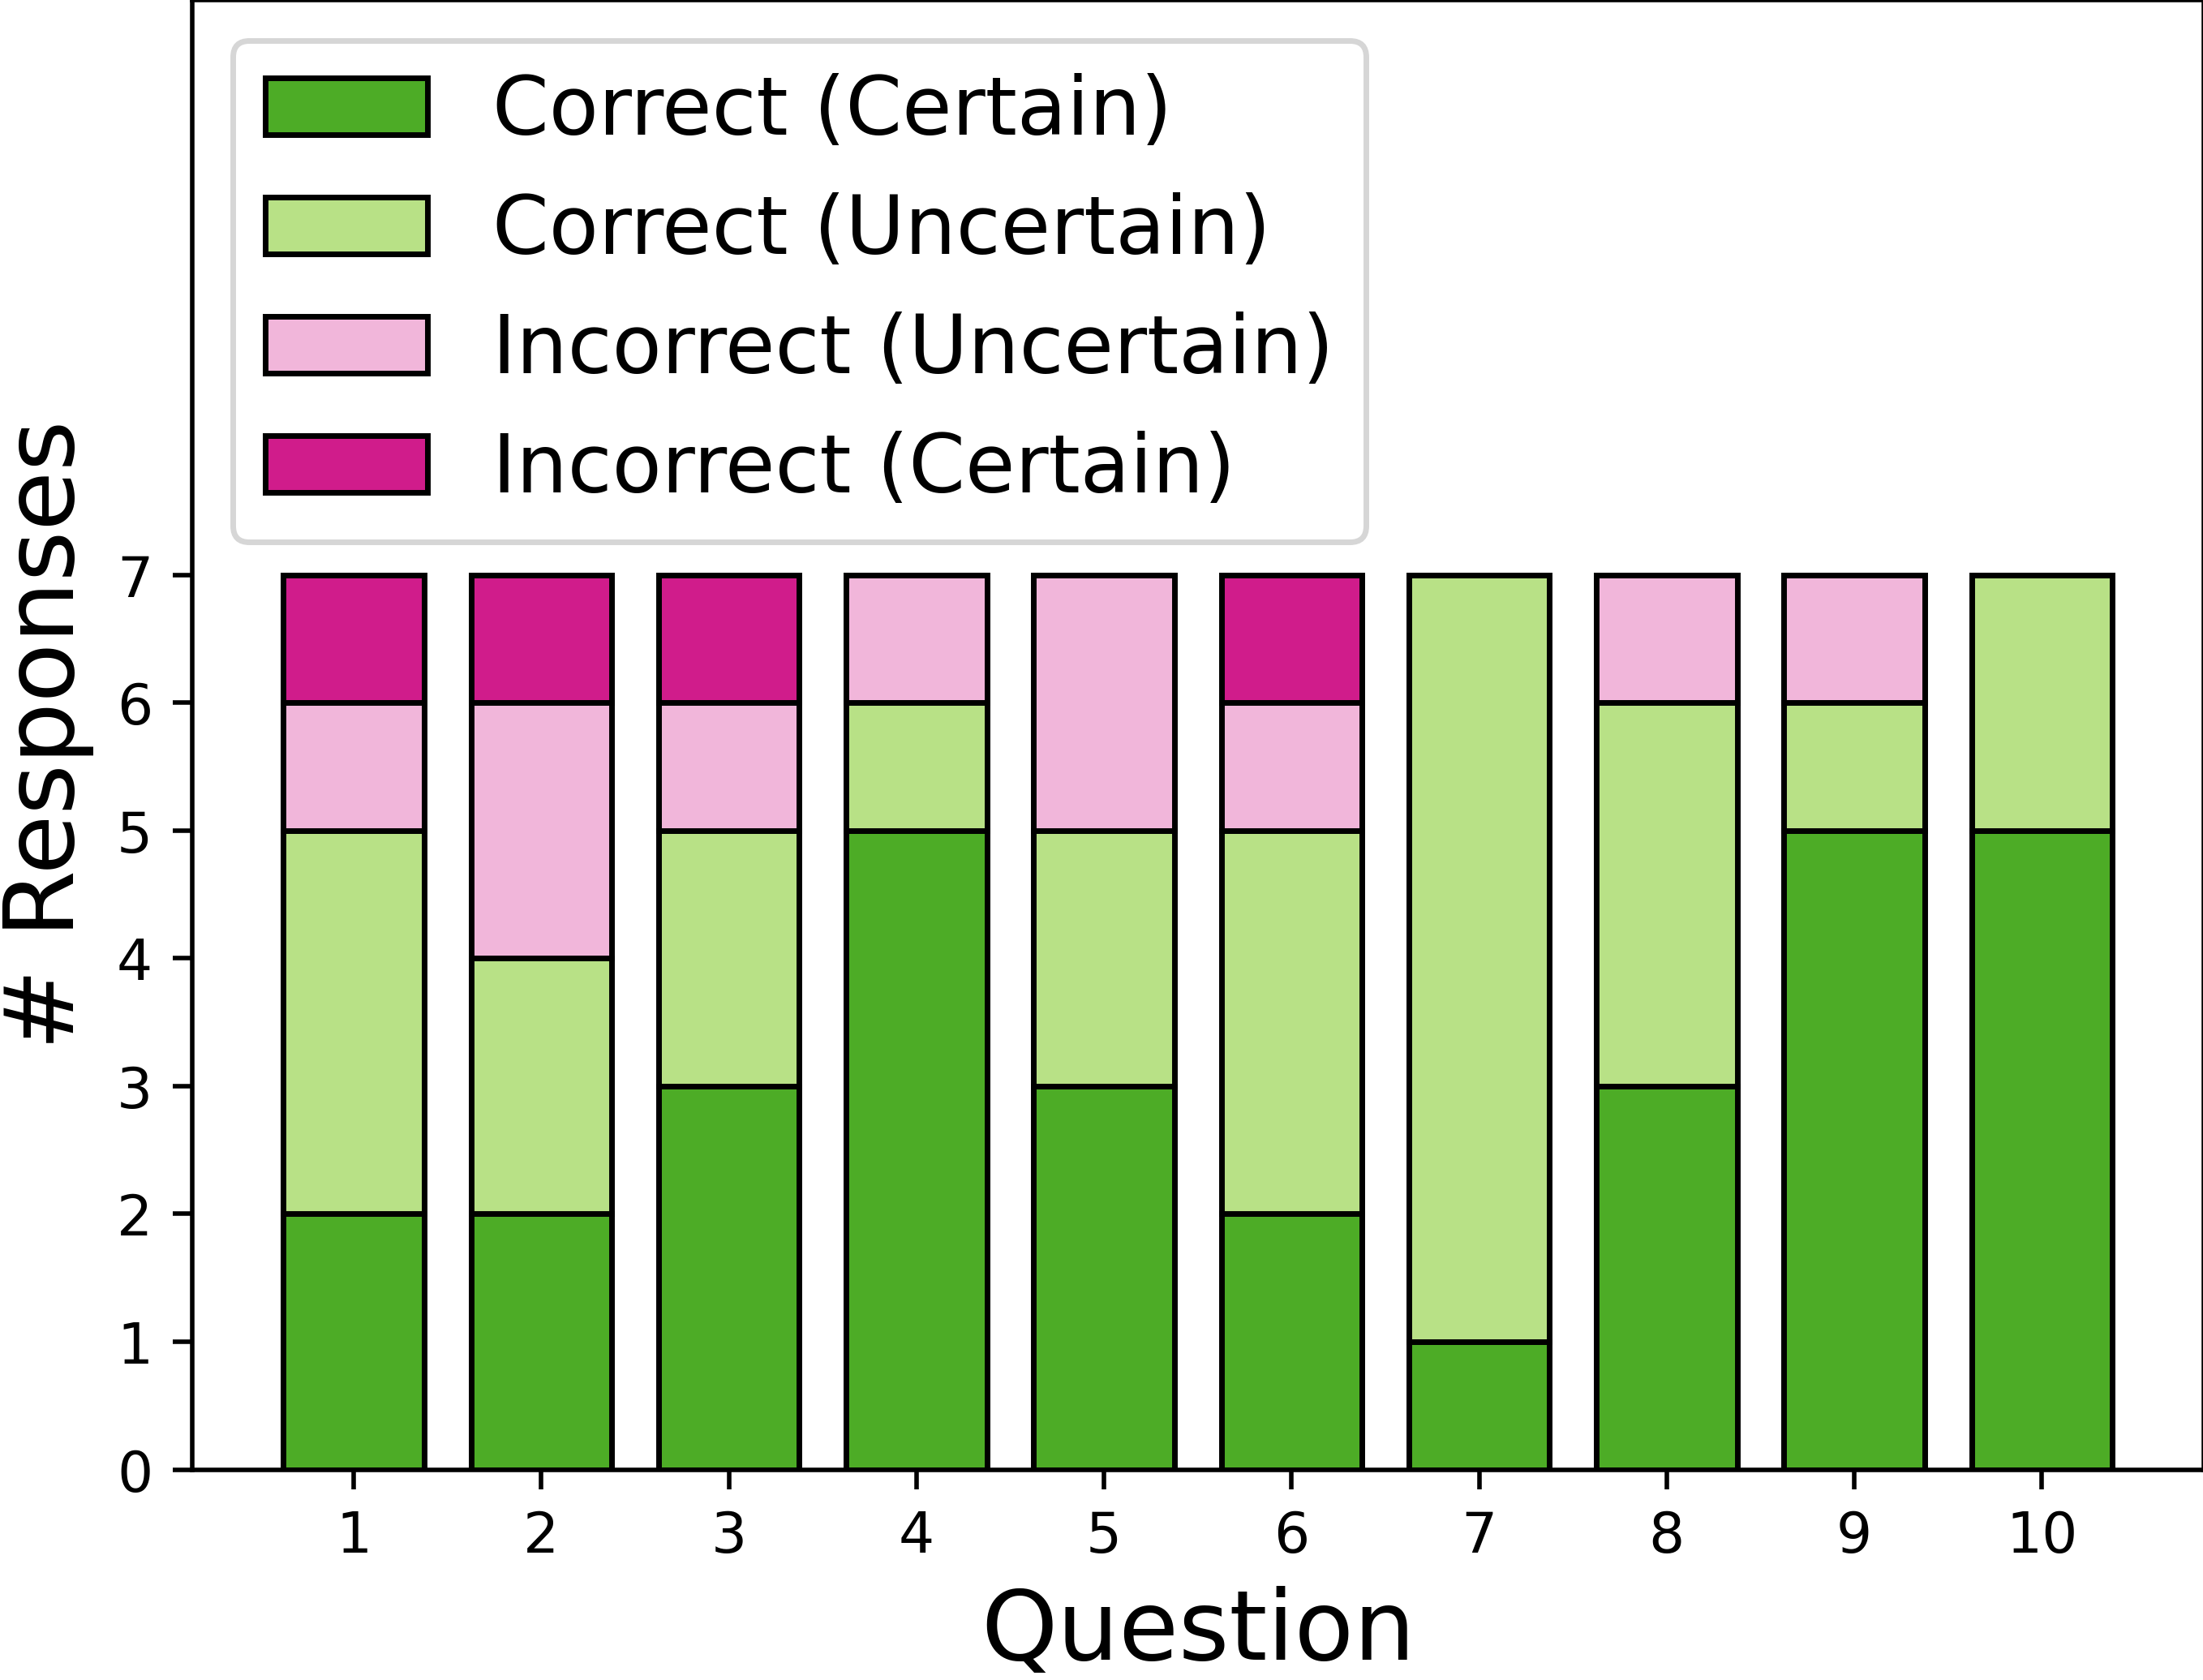 Correct (Certain)
Correct (Uncertain)
Incorrect (Uncertain)
Incorrect (Certain)
# Responses
7
6
5
4
3
2
1
0
1 2 3 4 5 6 7 8 9 10
Question